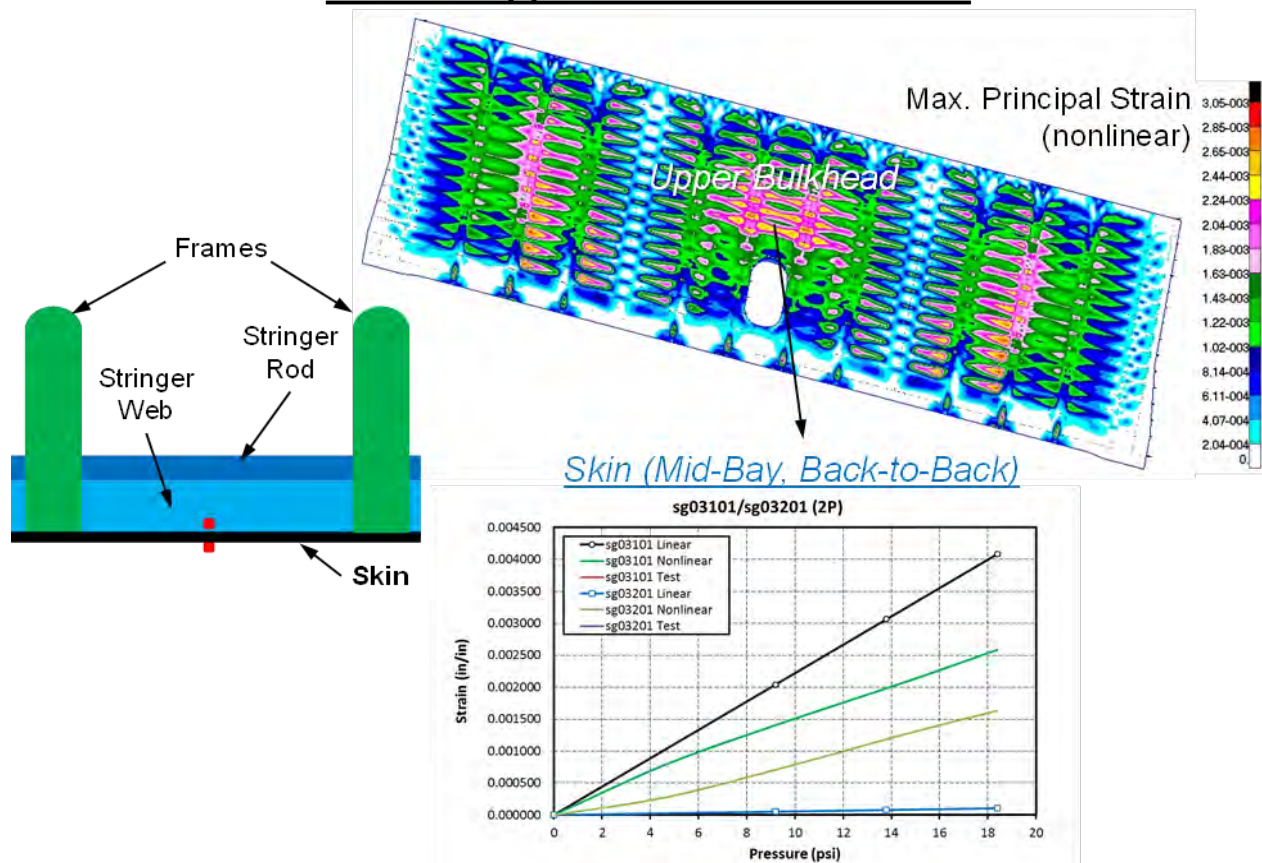 Max. Principal Strain
(nonlinear)
Upper Bulkhead
3.05-003
2.85-003
2.65-003
2.44-003
2.24-003
2.04-003
1.83-003
1.63-003
1.43-003
1.22-003
1.02-003
8.14-004
6.11-004
4.07-004
2.04-004
0.
Frames
Stringer
Rod
Stringer
Web
Skin
Skin (Mid-Bay, Back-to-Back)
sg03101/sg03201 (2P)
sg03101 Linear
sg03101 Nonlinear
sg03101 Test
sg03201 Linear
sg03201 Nonlinear
sg03201 Test
Strain (in/in)
0.004500
0.004000
0.003500
0.003000
0.002500
0.002000
0.001500
0.001000
0.000500
0.000000
0 2 4 6 8 10 12 14 16 18 20
Pressure (psi)